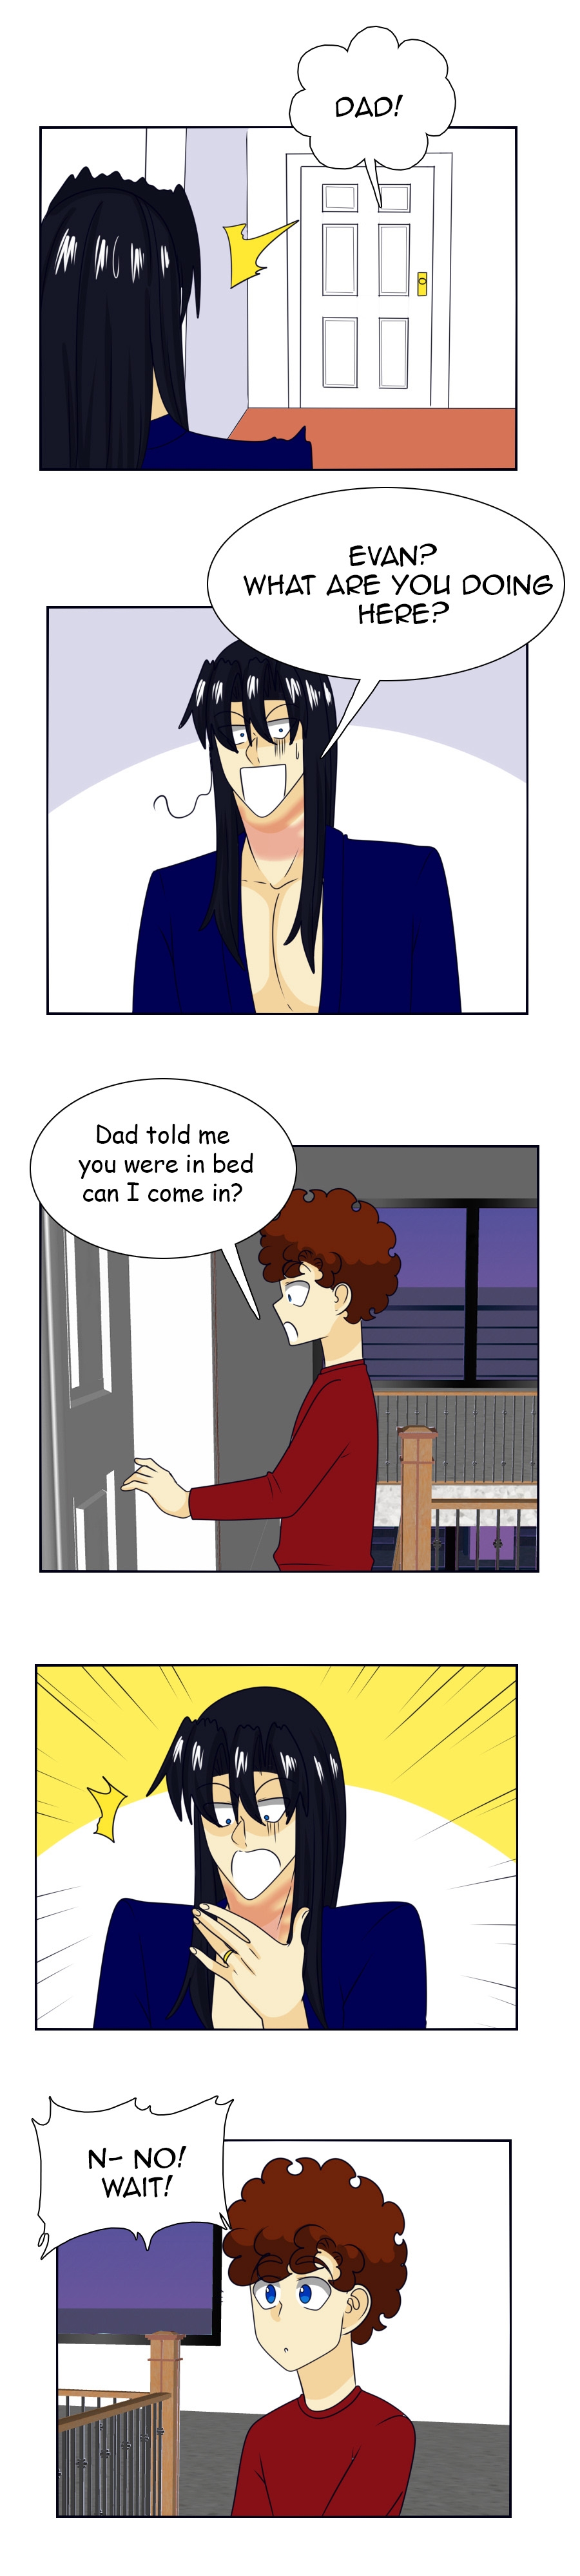 DAD!
EVAN?
WHAT ARE YOU DOING
HERE?
Dad told me
you were in bed
can I come in?
N- NO!
WAIT!